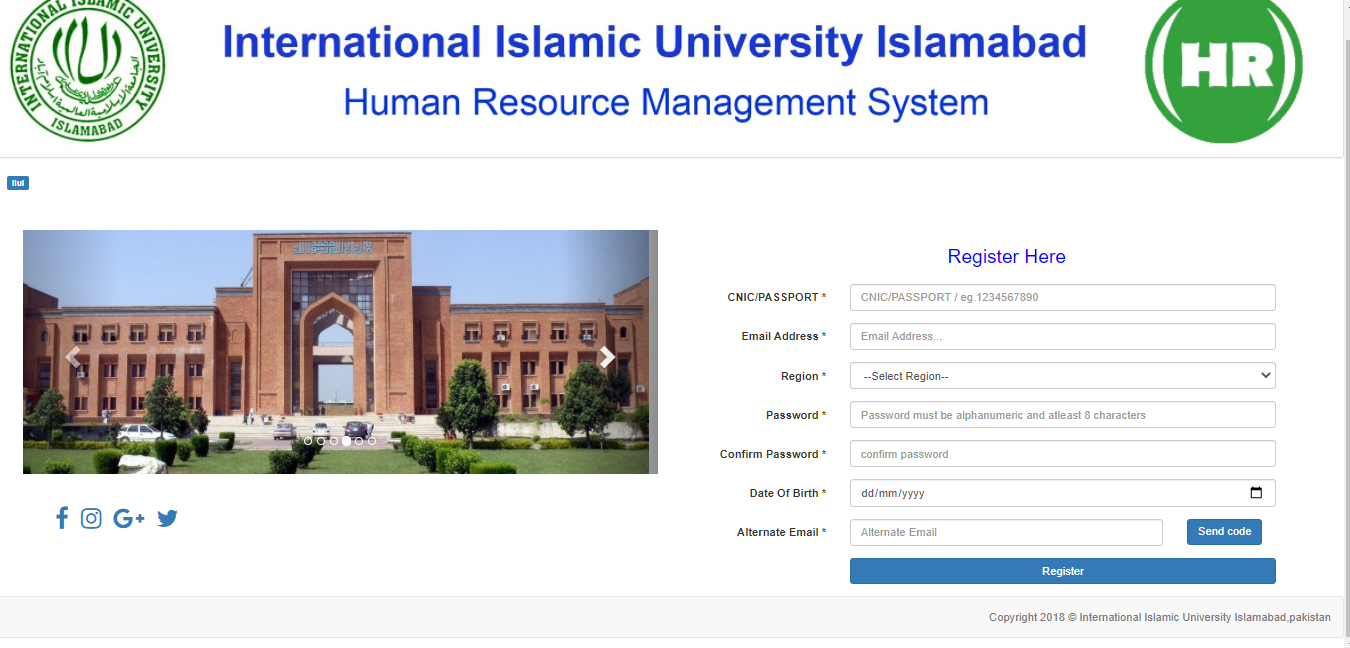 INTERNATIONAL ISLAMIC UNIVERSITY
ISLAMABAD
International Islamic University Islamabad
Human Resource Management System
HR
Iiui
Register Here
CNIC/PASSPORT * CNIC/PASSPORT / eg.1234567890
Email Address * Email Address...
Region * --Select Region--
Password * Password must be alphanumeric and atleast 8 characters
Confirm Password * confirm password
Date Of Birth * dd/mm/yyyy
Alternate Email * Alternate Email Send code
Register
Copyright 2018 © International Islamic University Islamabad,pakistan